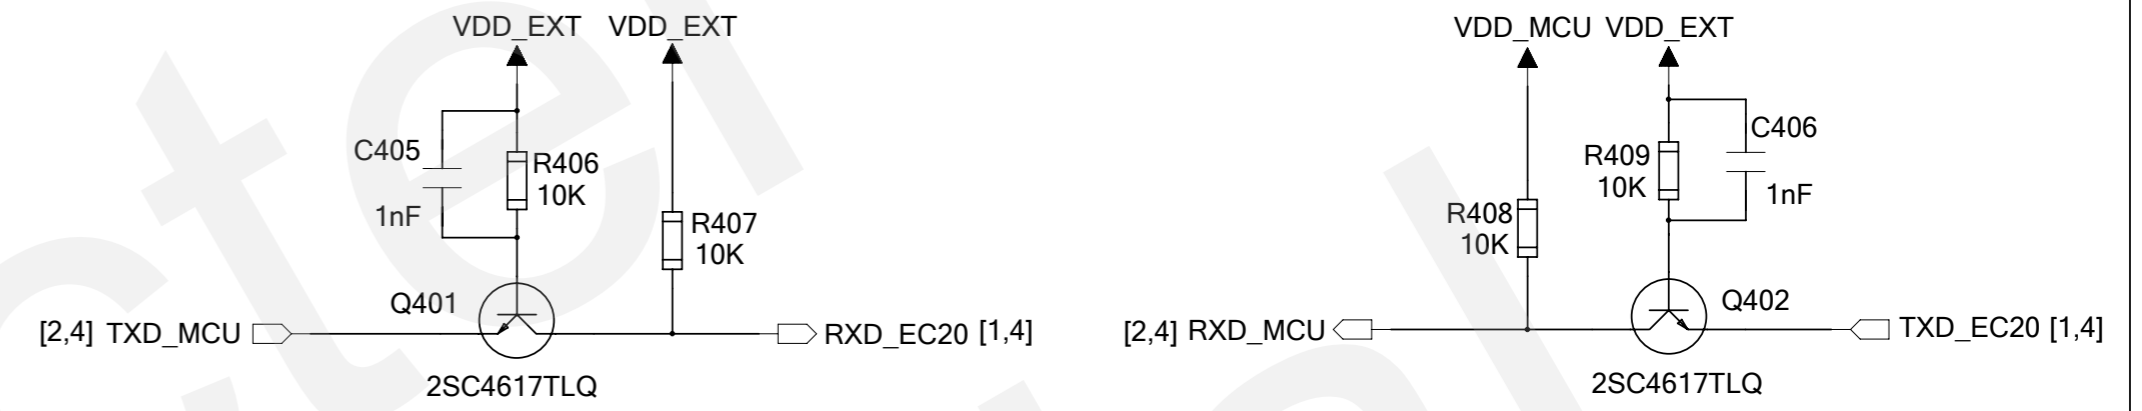 VDD_EXT VDD_EXT
C405
R406
10K
1nF
R407
10K
Q401
[2,4] TXD_MCU
RXD_EC20 [1,4]
2SC4617TLQ
VDD_MCU VDD_EXT
C406
R409
10K
1nF
R408
10K
Q402
[2,4] RXD_MCU
TXD_EC20 [1,4]
2SC4617TLQ